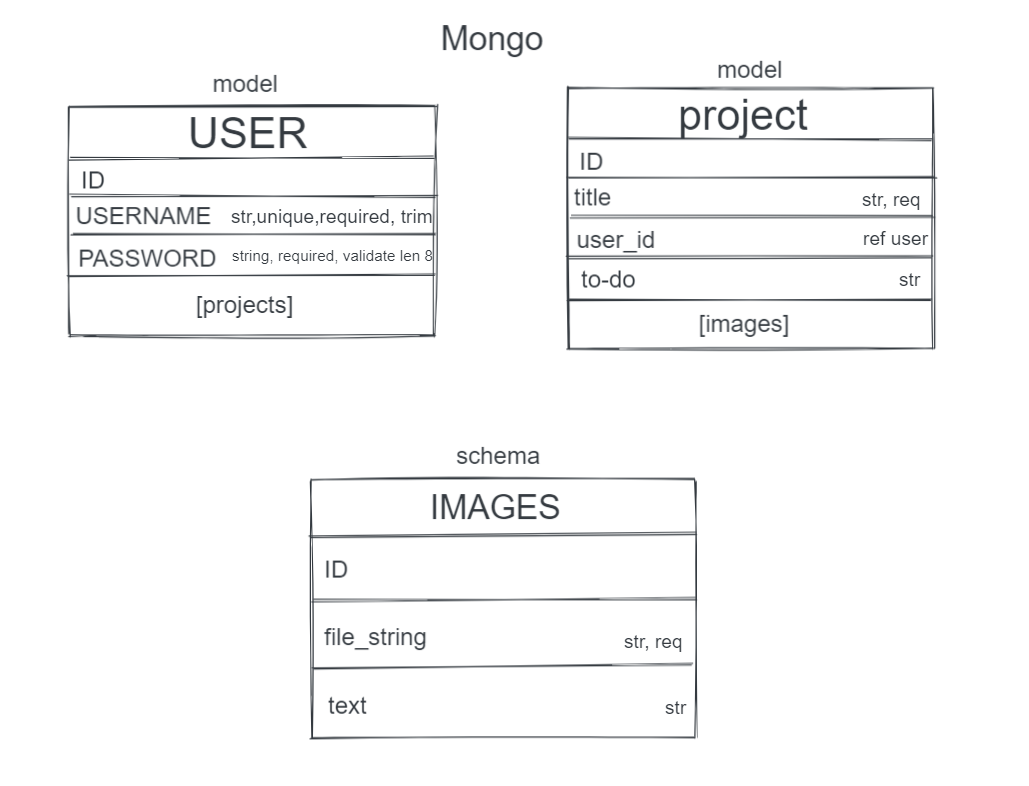 Mongo
model
USER
ID
USERNAME str,unique,required, trim
PASSWORD string, required, validate len 8
[projects]
model
project
ID
title str, req
user_id ref user
to-do str
[images]
schema
IMAGES
ID
file_string str, req
text str